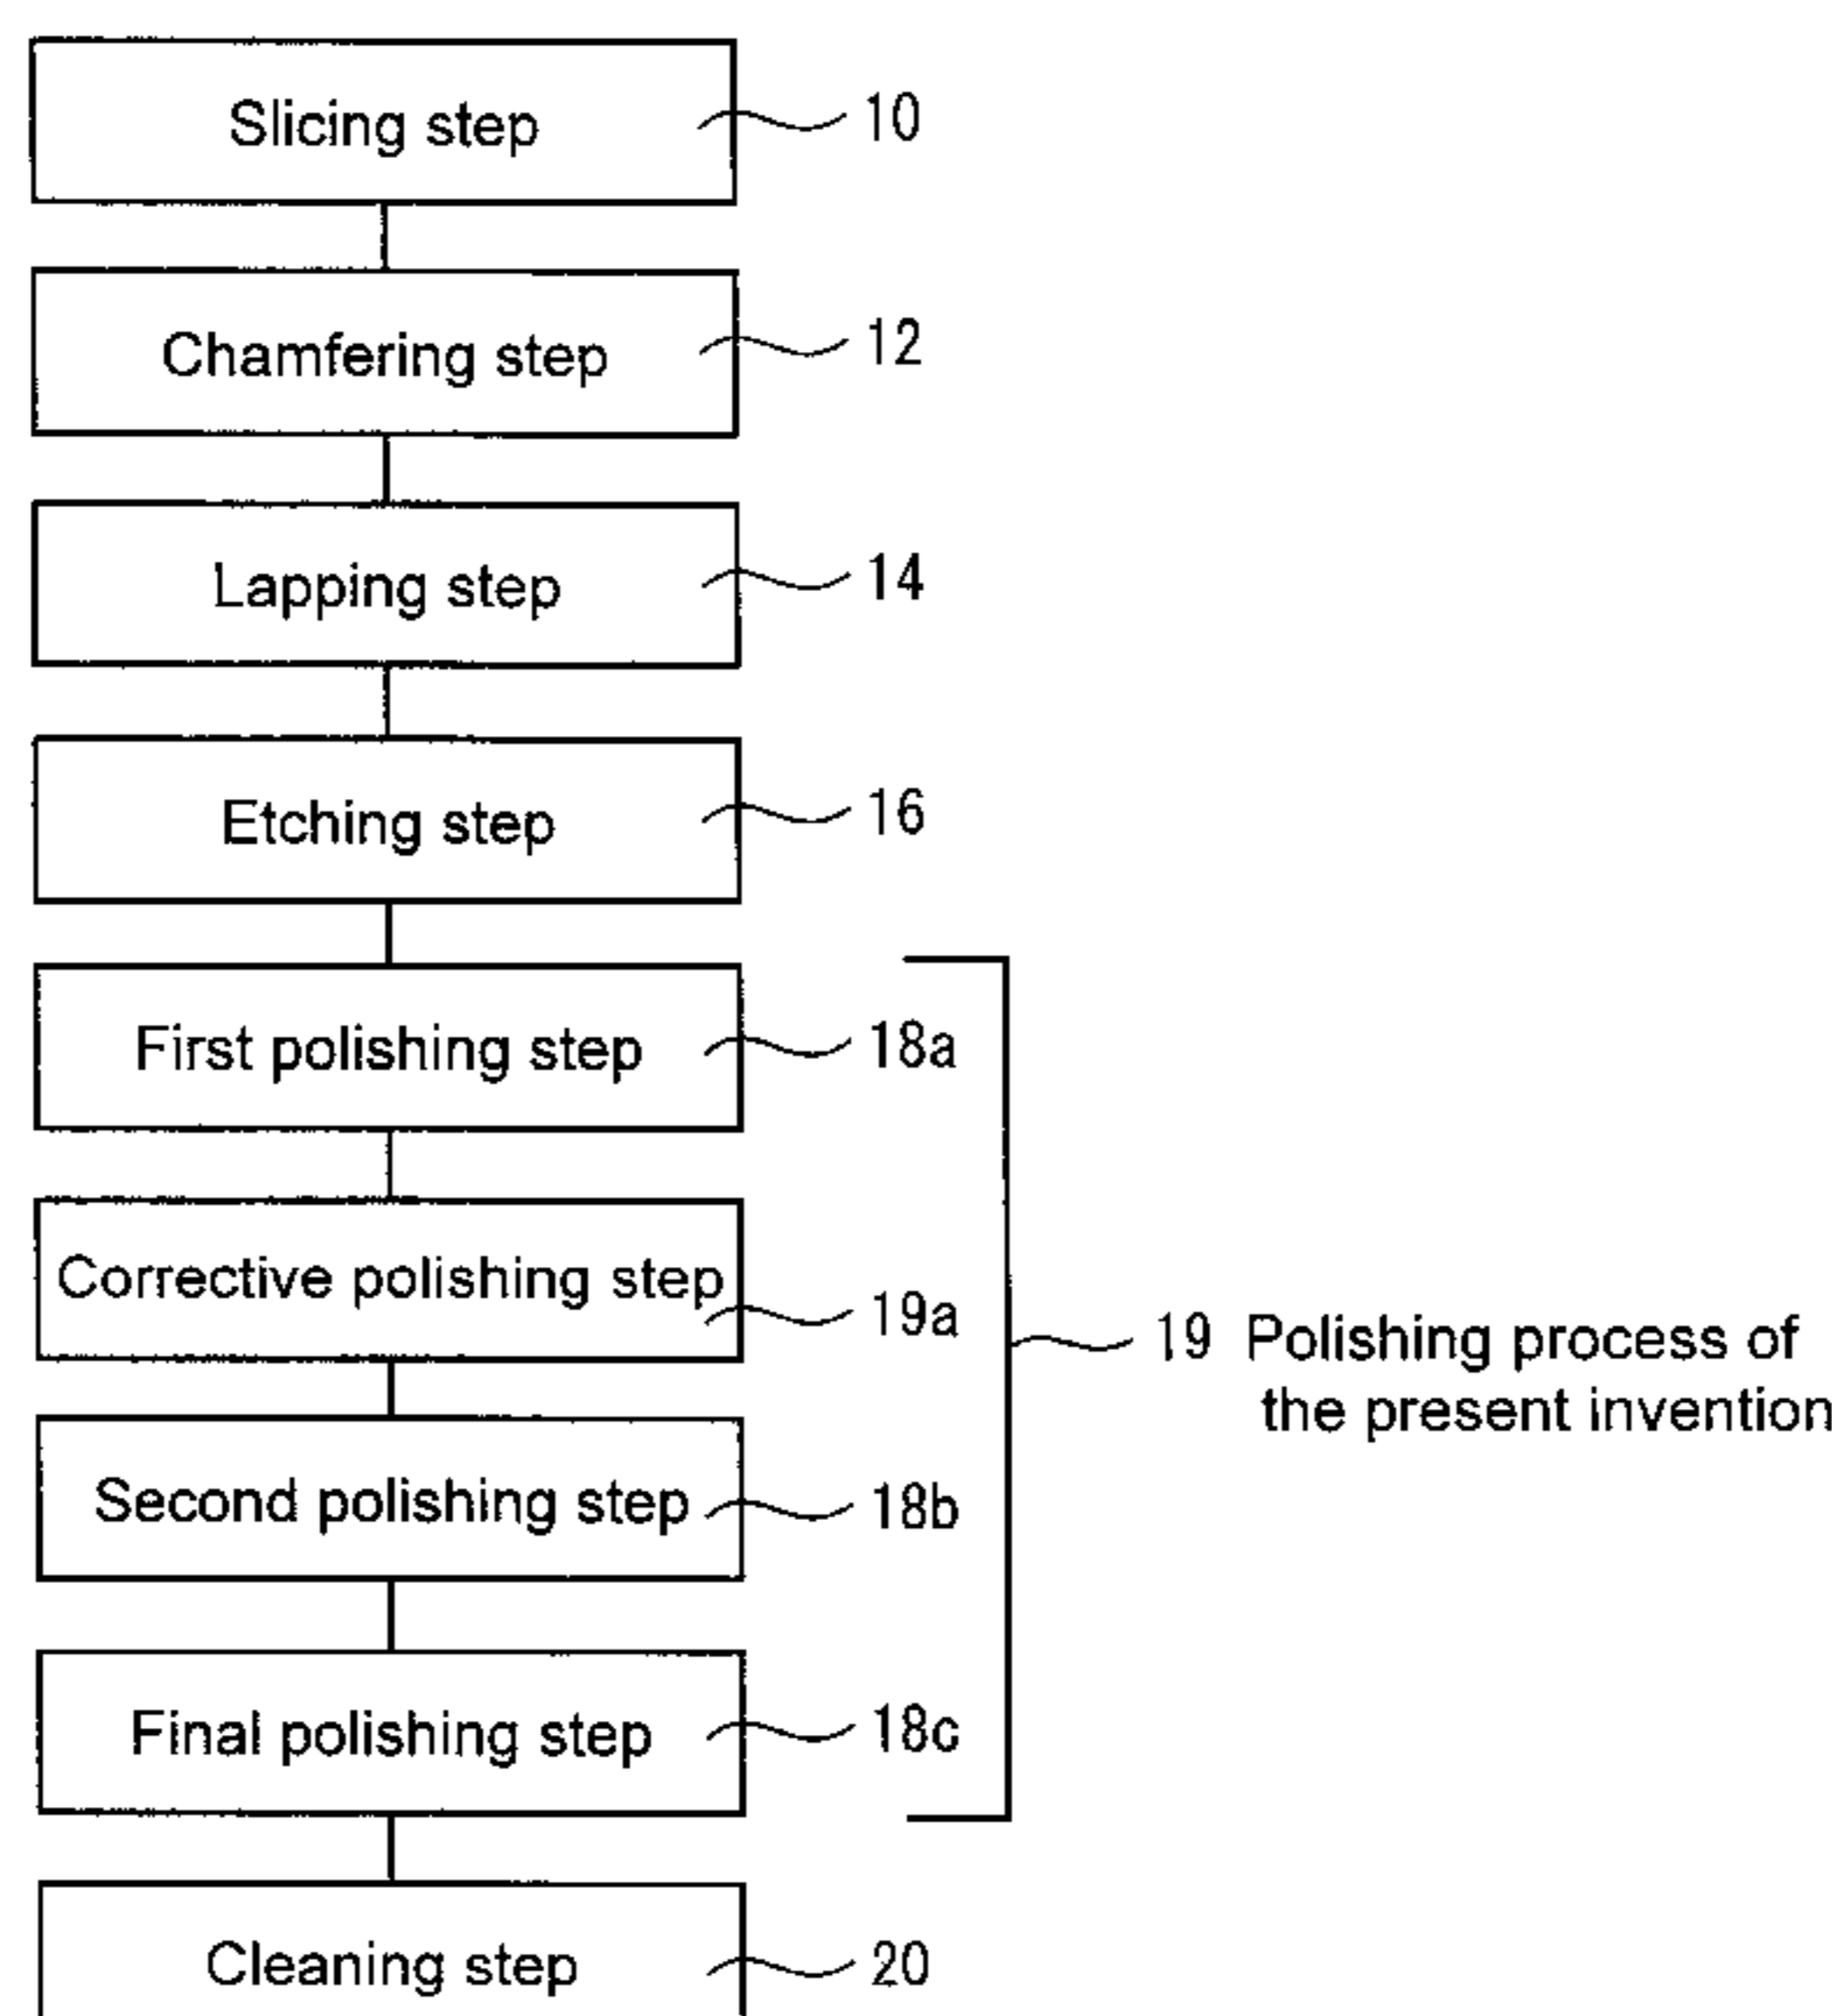 Slicing step 10
Chamfering step 12
Lapping step 14
Etching step 16
First polishing step 18a
Corrective polishing step 19a
19 Polishing process of
the present invention
Second polishing step 18b
Final polishing step 18c
Cleaning step 20